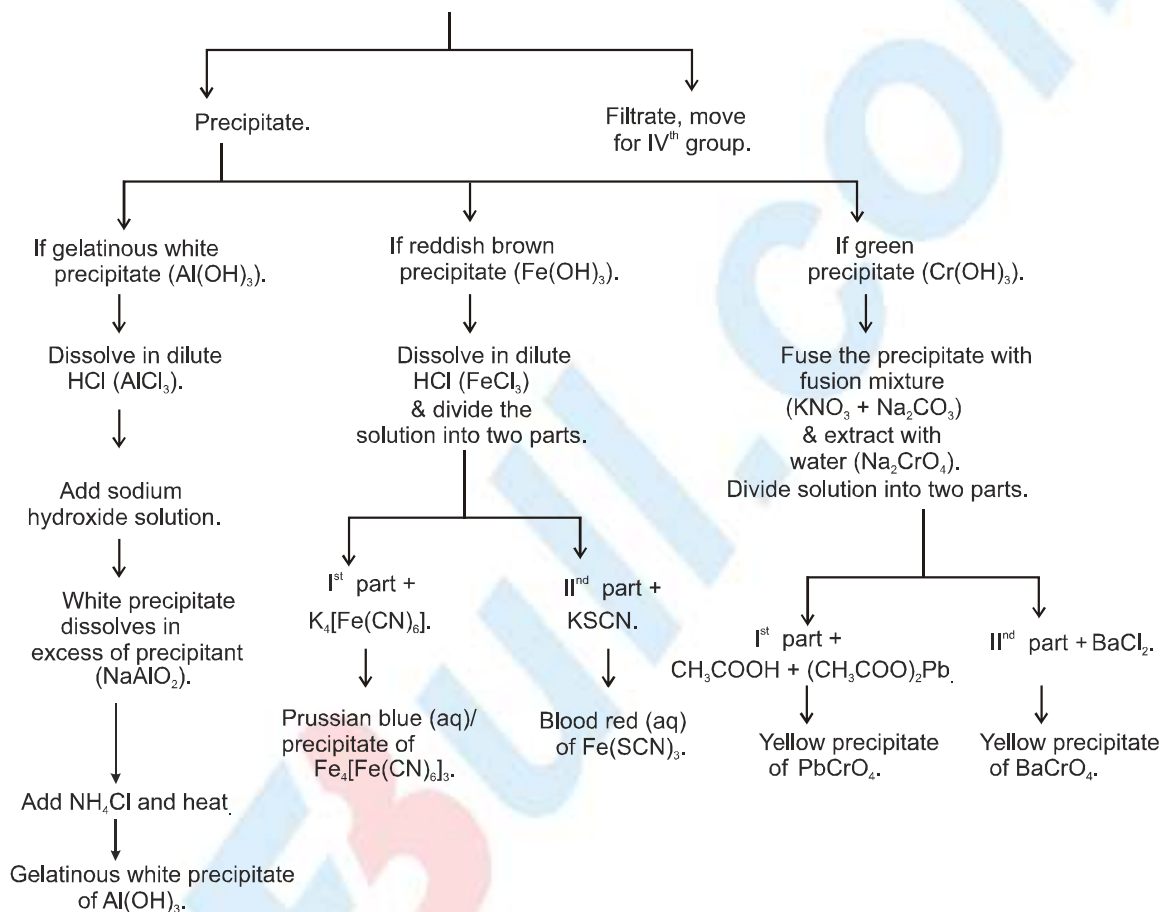 Precipitate.
Filtrate, move
for IVth group.
If gelatinous white
precipitate (Al(OH)₃).
Dissolve in dilute
HCl (AlCl₃).
Add sodium
hydroxide solution.
White precipitate
dissolves in
excess of precipitant
(NaAlO₂).
Add NH₄Cl and heat.
Gelatinous white precipitate
of Al(OH)₃.
If reddish brown
precipitate (Fe(OH)₃).
Dissolve in dilute
HCl (FeCl₃)
& divide the
solution into two parts.
Ist part +
K₄[Fe(CN)₆].
Prussian blue (aq)/
precipitate of
Fe₄[Fe(CN)₆]₃.
IInd part +
KSCN.
Blood red (aq)
of Fe(SCN)₃.
If green
precipitate (Cr(OH)₃).
Fuse the precipitate with
fusion mixture
(KNO₃ + Na₂CO₃)
& extract with
water (Na₂CrO₄).
Divide solution into two parts.
Ist part +
CH₃COOH + (CH₃COO)₂Pb.
Yellow precipitate
of PbCrO₄.
IInd part + BaCl₂.
Yellow precipitate
of BaCrO₄.